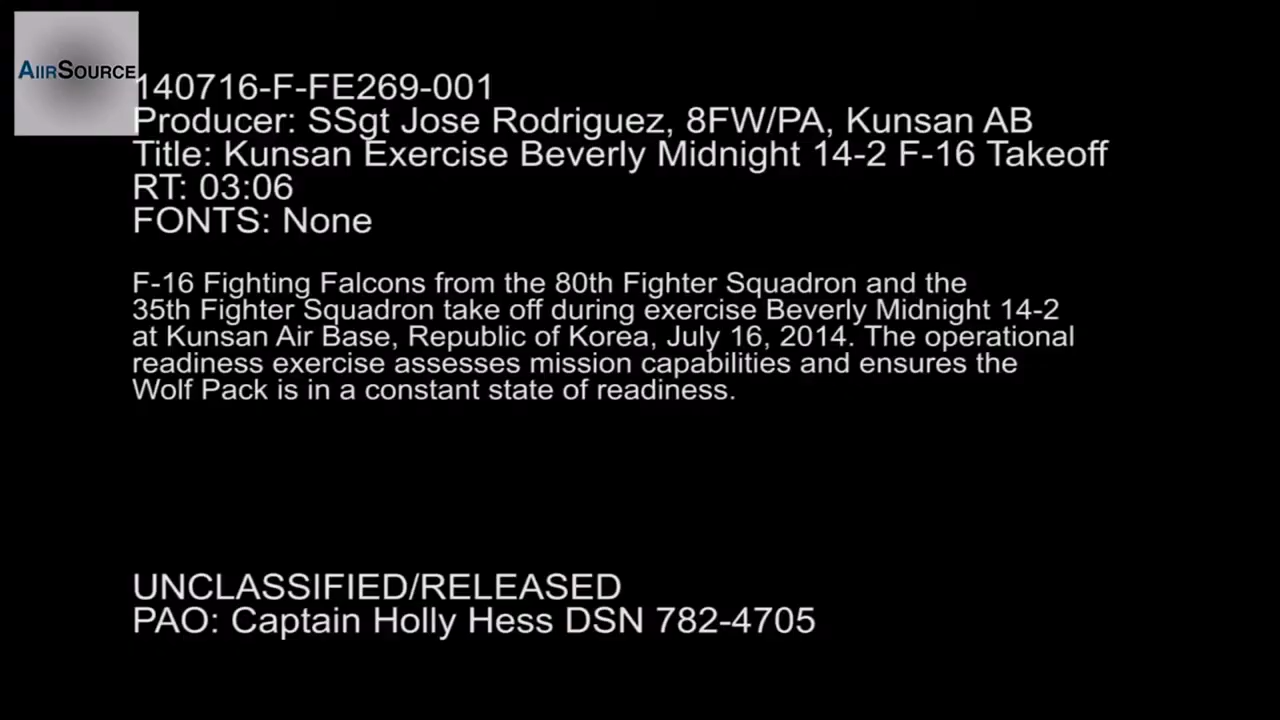 AIIRSOURCE
140716-F-FE269-001
Producer: SSgt Jose Rodriguez, 8FW/PA, Kunsan AB
Title: Kunsan Exercise Beverly Midnight 14-2 F-16 Takeoff
RT: 03:06
FONTS: None
F-16 Fighting Falcons from the 80th Fighter Squadron and the
35th Fighter Squadron take off during exercise Beverly Midnight 14-2
at Kunsan Air Base, Republic of Korea, July 16, 2014. The operational
readiness exercise assesses mission capabilities and ensures the
Wolf Pack is in a constant state of readiness.
UNCLASSIFIED/RELEASED
PAO: Captain Holly Hess DSN 782-4705